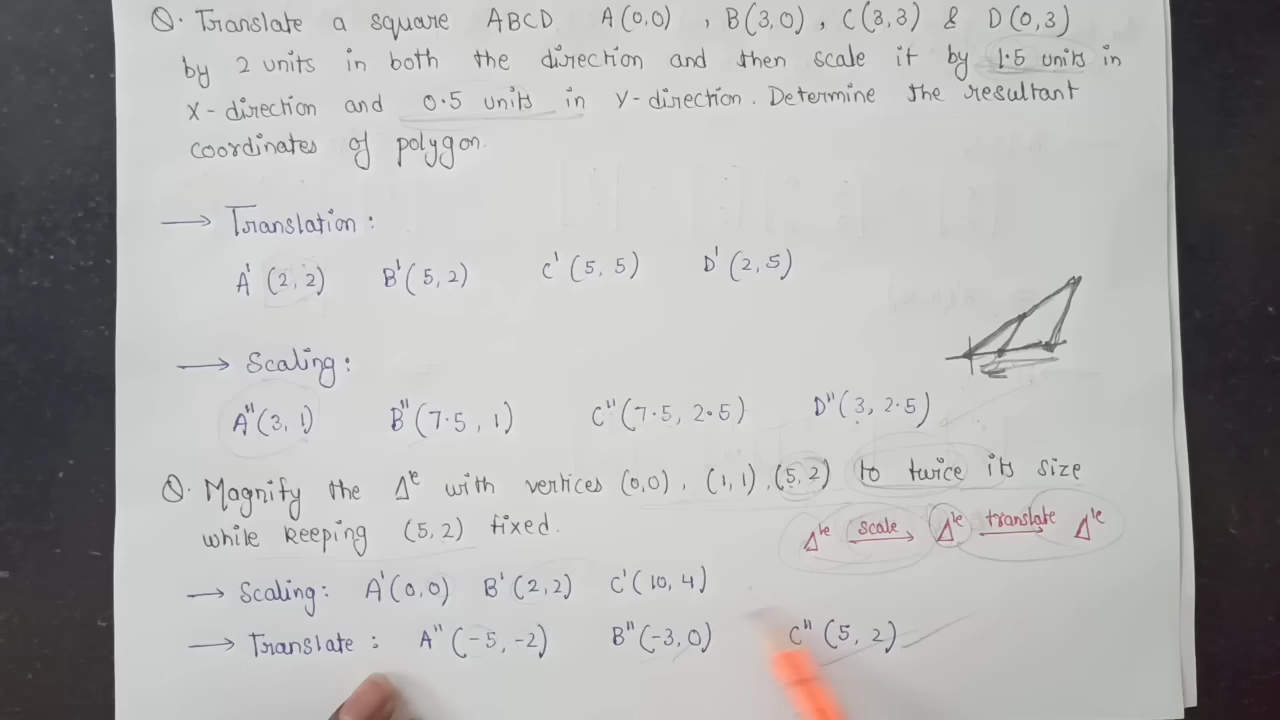 Q. Translate a square ABCD A(0,0) , B(3,0) , C(3,3) & D(0,3)
by 2 units in both the direction and then scale it by 1.5 units in
X-direction and 0.5 units in Y-direction. Determine the resultant
coordinates of polygon.
→ Translation:
A'(2,2) B'(5,2) C'(5,5) D'(2,5)
→ Scaling:
A"(3,1) B"(7.5,1) C"(7.5, 2.5) D"(3, 2.5)
Q. Magnify the Δle with vertices (0,0), (1,1), (5,2) to twice its size
while keeping (5,2) fixed.
Δle scale → Δle translate → Δle
→ Scaling: A'(0,0) B'(2,2) C'(10,4)
→ Translate: A"(-5,-2) B"(-3,0) C"(5,2)